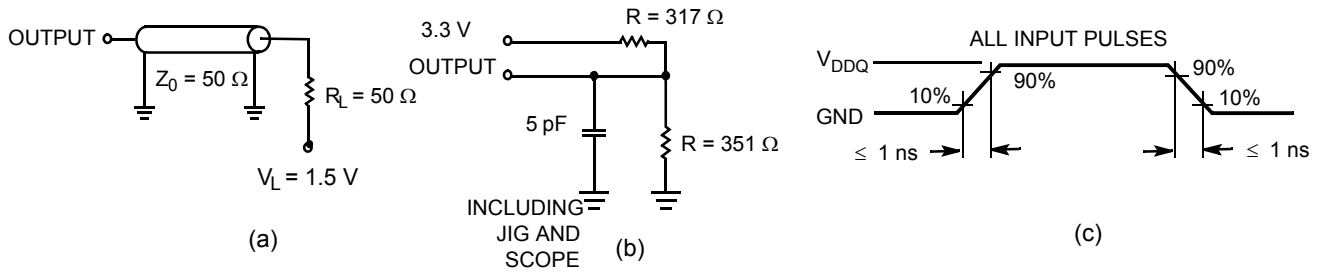 OUTPUT
Z0 = 50 Ω
RL = 50 Ω
VL = 1.5 V
(a)
R = 317 Ω
3.3 V
OUTPUT
5 pF
R = 351 Ω
INCLUDING
JIG AND
SCOPE
(b)
ALL INPUT PULSES
VDDQ
GND
10%
90%
90%
10%
≤ 1 ns
≤ 1 ns
(c)